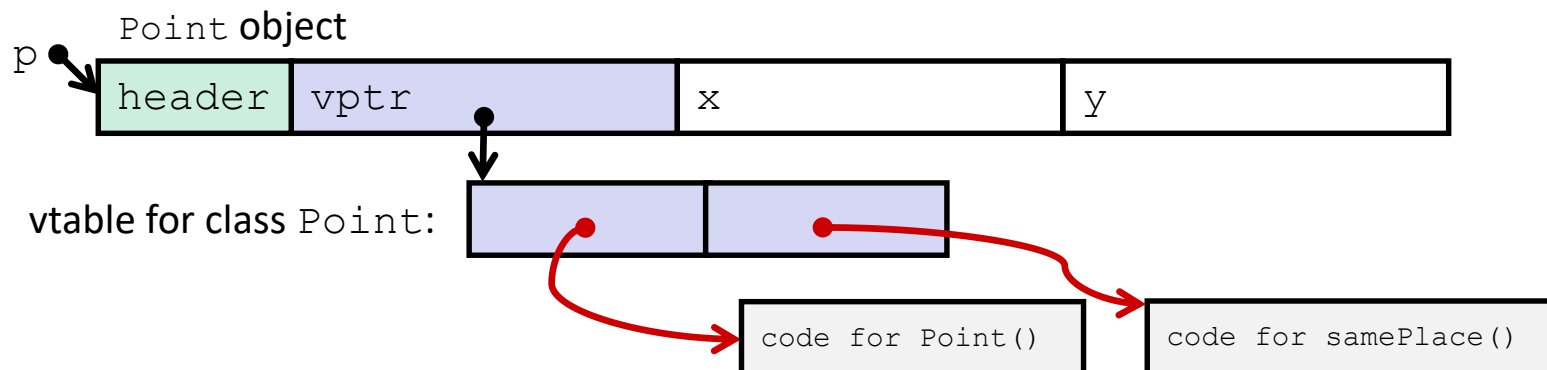 Point object
p
header vptr x y
vtable for class Point:
code for Point() code for samePlace()